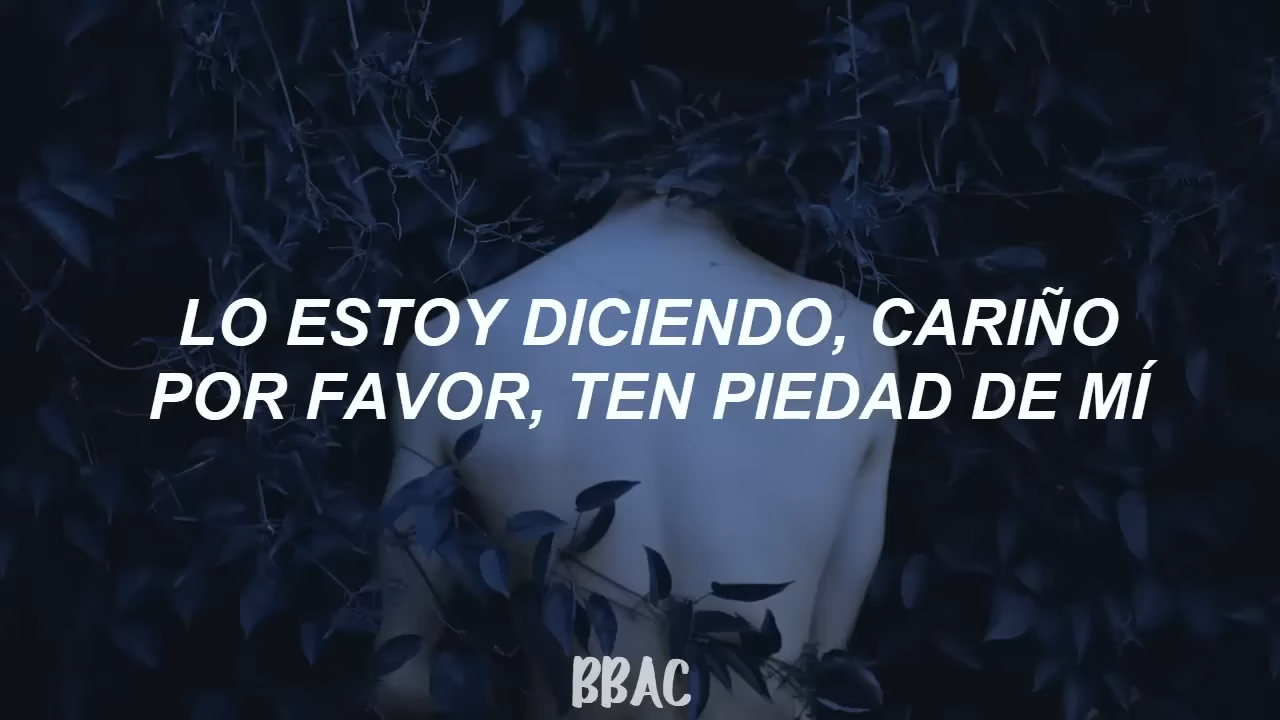 LO ESTOY DICIENDO, CARIÑO
POR FAVOR, TEN PIEDAD DE MÍ
BBAC